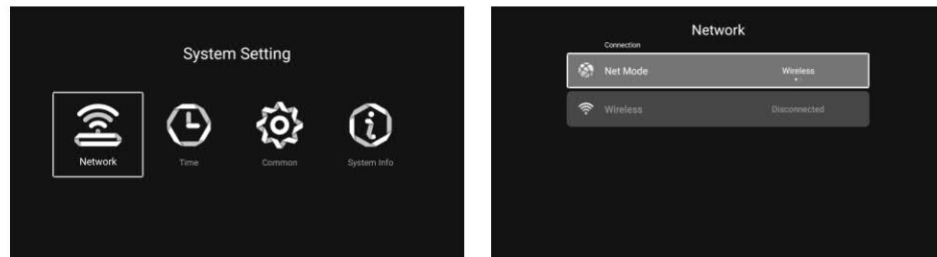 System Setting
Network
Time
Common
System Info
Network
Connection
Net Mode
Wireless
Wireless
Disconnected